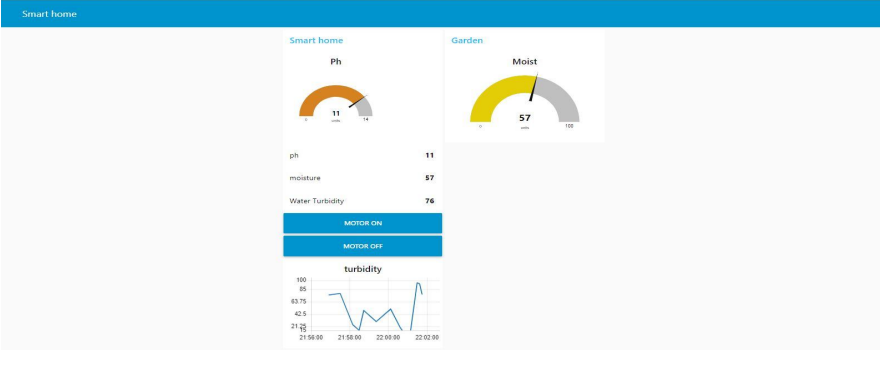 Smart home
Smart home
Ph
11
units
0
14
ph 11
moisture 57
Water Turbidity 76
MOTOR ON
MOTOR OFF
turbidity
100
85
63.75
42.5
21.25
15
21:56:00 21:58:00 22:00:00 22:02:00
Garden
Moist
57
units
0
100